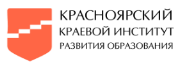 КРАСНОЯРСКИЙ
КРАЕВОЙ ИНСТИТУТ
РАЗВИТИЯ ОБРАЗОВАНИЯ